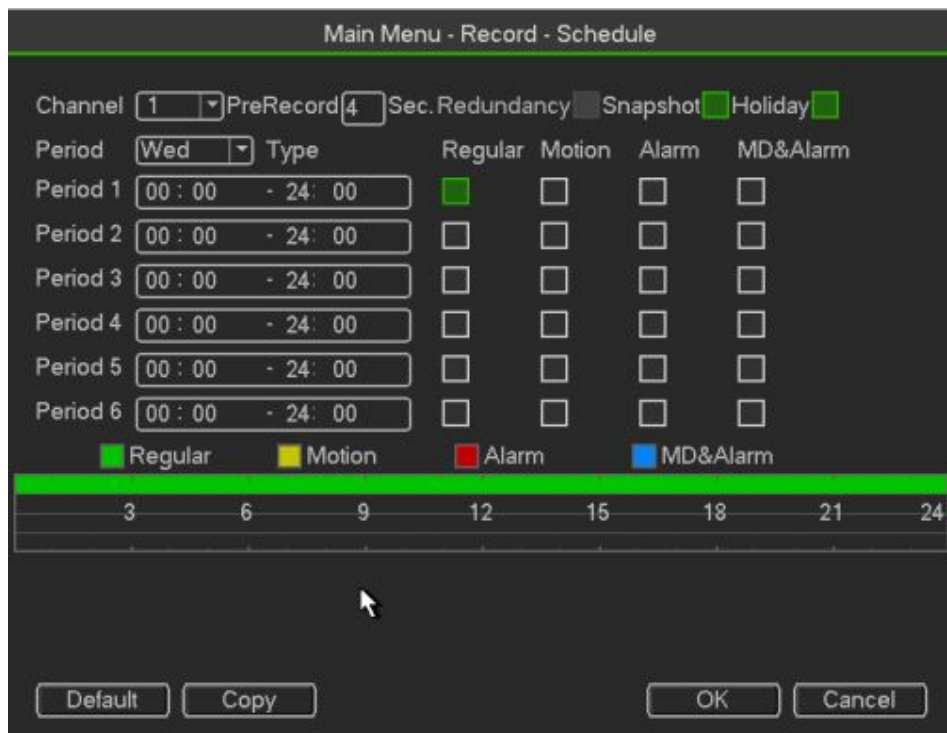 Main Menu - Record - Schedule
Channel 1 PreRecord 4 Sec. Redundancy Snapshot Holiday
Period Wed Type Regular Motion Alarm MD&Alarm
Period 1 00 : 00 - 24: 00
Period 2 00 : 00 - 24: 00
Period 3 00 : 00 - 24: 00
Period 4 00 : 00 - 24: 00
Period 5 00 : 00 - 24: 00
Period 6 00 : 00 - 24: 00
Regular Motion Alarm MD&Alarm
3 6 9 12 15 18 21 24
Default Copy OK Cancel